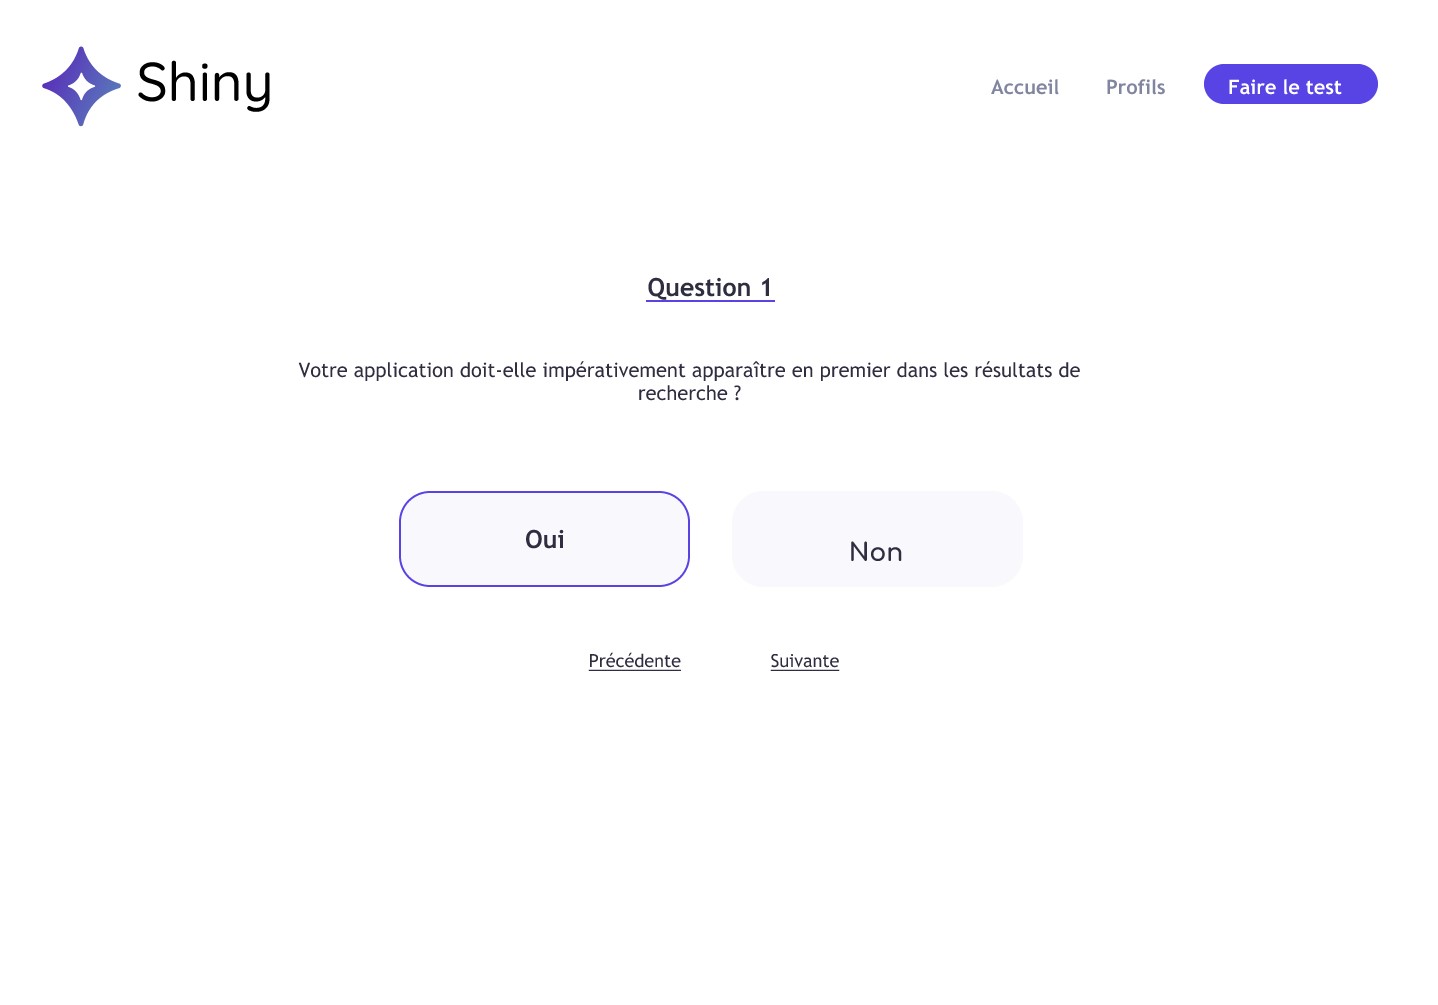 Shiny
Accueil
Profils
Faire le test
Question 1
Votre application doit-elle impérativement apparaître en premier dans les résultats de
recherche ?
Oui
Non
Précédente
Suivante